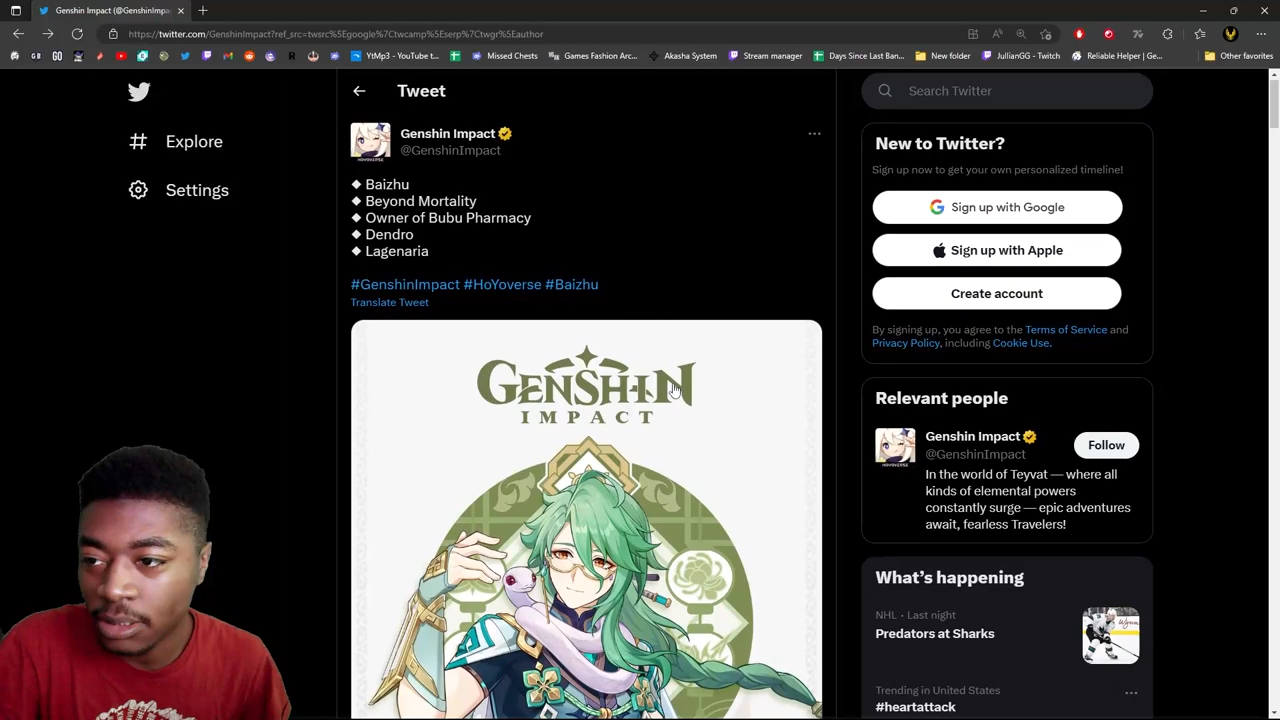 Genshin Impact (@GenshinImpa
https://twitter.com/GenshinImpact?ref_src=twsrc%5Egoogle%7Ctwcamp%5Eserp%7Ctwgr%5Eauthor
YtMp3 - YouTube t...
Missed Chests
Games Fashion Arc...
Akasha System
Stream manager
Days Since Last Ban...
New folder
JullianGG - Twitch
Reliable Helper | Ge...
Other favorites
Explore
Settings
Tweet
Genshin Impact
@GenshinImpact
◆ Baizhu
◆ Beyond Mortality
◆ Owner of Bubu Pharmacy
◆ Dendro
◆ Lagenaria
#GenshinImpact #HoYoverse #Baizhu
Translate Tweet
GENSHIN
IMPACT
Search Twitter
New to Twitter?
Sign up now to get your own personalized timeline!
Sign up with Google
Sign up with Apple
Create account
By signing up, you agree to the Terms of Service and
Privacy Policy, including Cookie Use.
Relevant people
Genshin Impact
@GenshinImpact
Follow
In the world of Teyvat — where all
kinds of elemental powers
constantly surge — epic adventures
await, fearless Travelers!
What's happening
NHL · Last night
Predators at Sharks
Trending in United States
#heartattack